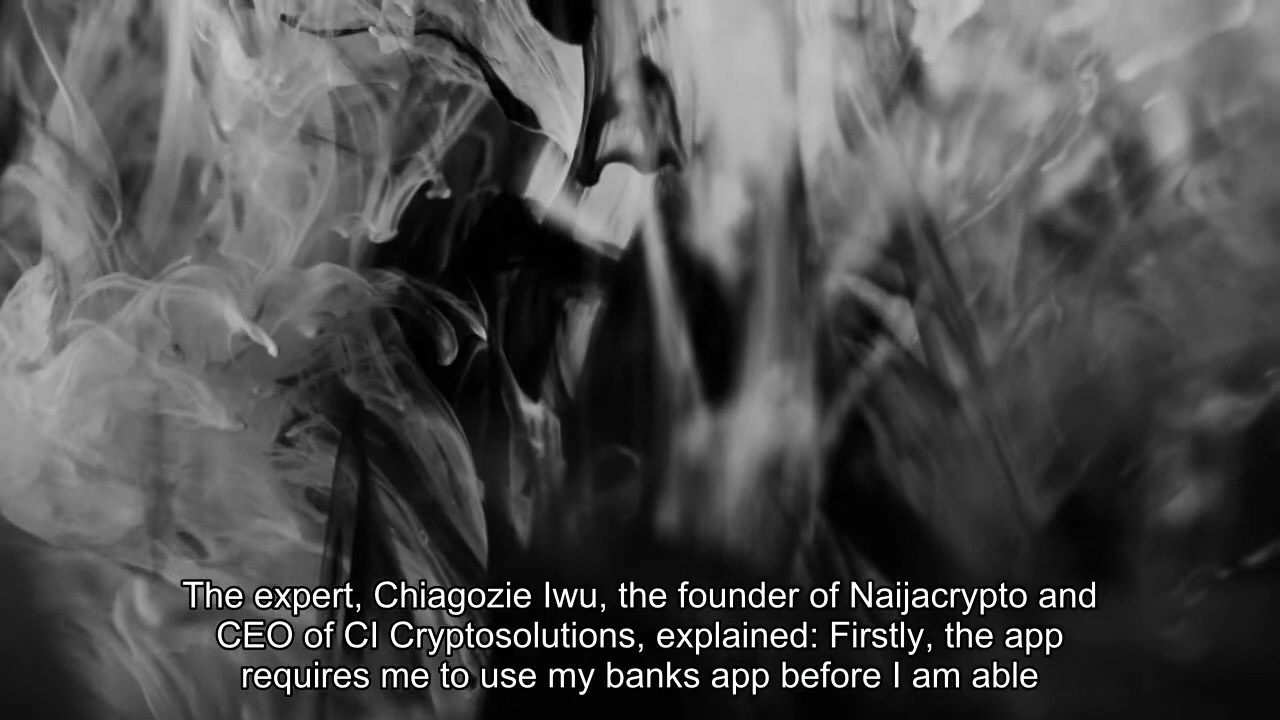 The expert, Chiagozie Iwu, the founder of Naijacrypto and
CEO of CI Cryptosolutions, explained: Firstly, the app
requires me to use my banks app before I am able